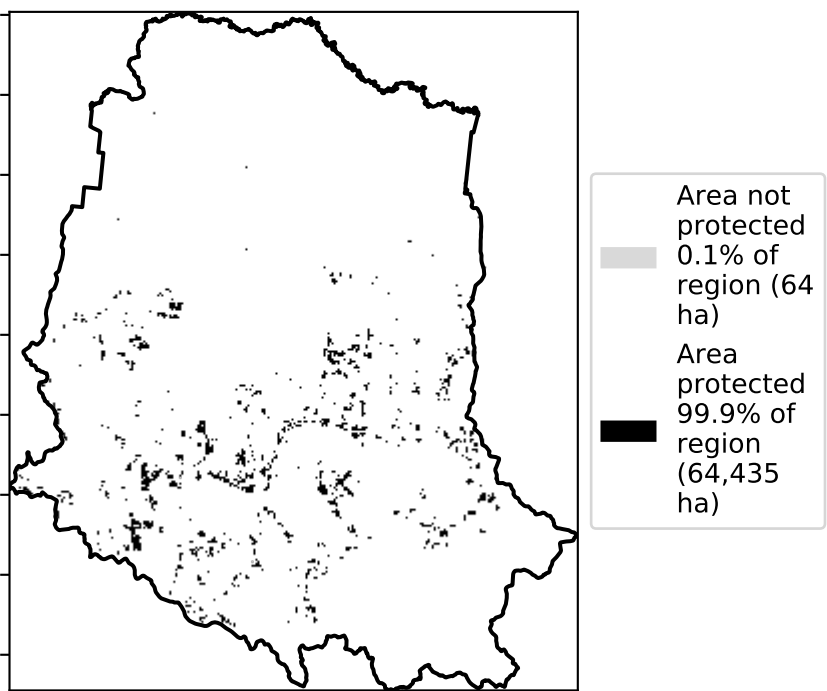 Area not
protected
0.1% of
region (64
ha)
Area
protected
99.9% of
region
(64,435
ha)